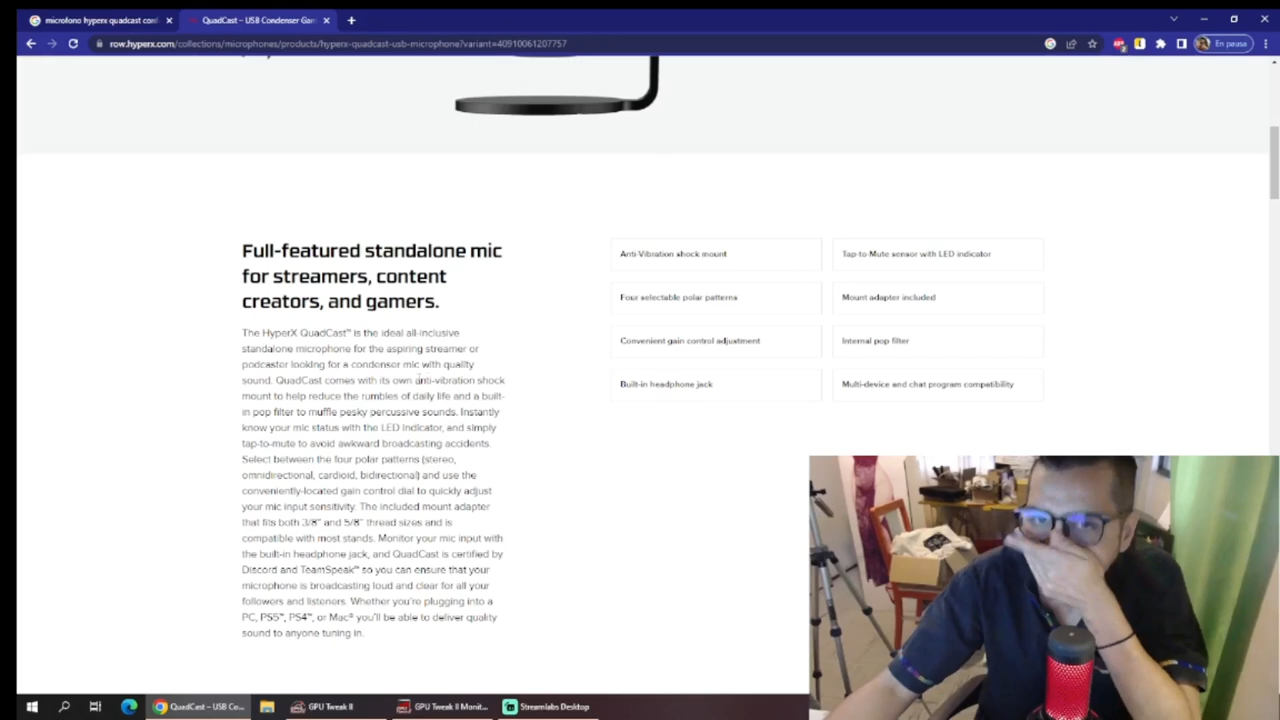 microfono hyperx quadcast con
QuadCast – USB Condenser Gam
row.hyperx.com/collections/microphones/products/hyperx-quadcast-usb-microphone?variant=40910061207757
En pausa
Full-featured standalone mic
for streamers, content
creators, and gamers.
The HyperX QuadCast™ is the ideal all-inclusive
standalone microphone for the aspiring streamer or
podcaster looking for a condenser mic with quality
sound. QuadCast comes with its own anti-vibration shock
mount to help reduce the rumbles of daily life and a built-
in pop filter to muffle pesky percussive sounds. Instantly
know your mic status with the LED indicator, and simply
tap-to-mute to avoid awkward broadcasting accidents.
Select between the four polar patterns (stereo,
omnidirectional, cardioid, bidirectional) and use the
conveniently-located gain control dial to quickly adjust
your mic input sensitivity. The included mount adapter
that fits both 3/8" and 5/8" thread sizes and is
compatible with most stands. Monitor your mic input with
the built-in headphone jack, and QuadCast is certified by
Discord and TeamSpeak™ so you can ensure that your
microphone is broadcasting loud and clear for all your
followers and listeners. Whether you're plugging into a
PC, PS5™, PS4™, or Mac® you'll be able to deliver quality
sound to anyone tuning in.
Anti-Vibration shock mount
Tap-to-Mute sensor with LED indicator
Four selectable polar patterns
Mount adapter included
Convenient gain control adjustment
Internal pop filter
Built-in headphone jack
Multi-device and chat program compatibility
QuadCast – USB Co...
GPU Tweak II
GPU Tweak II Monit...
Streamlabs Desktop